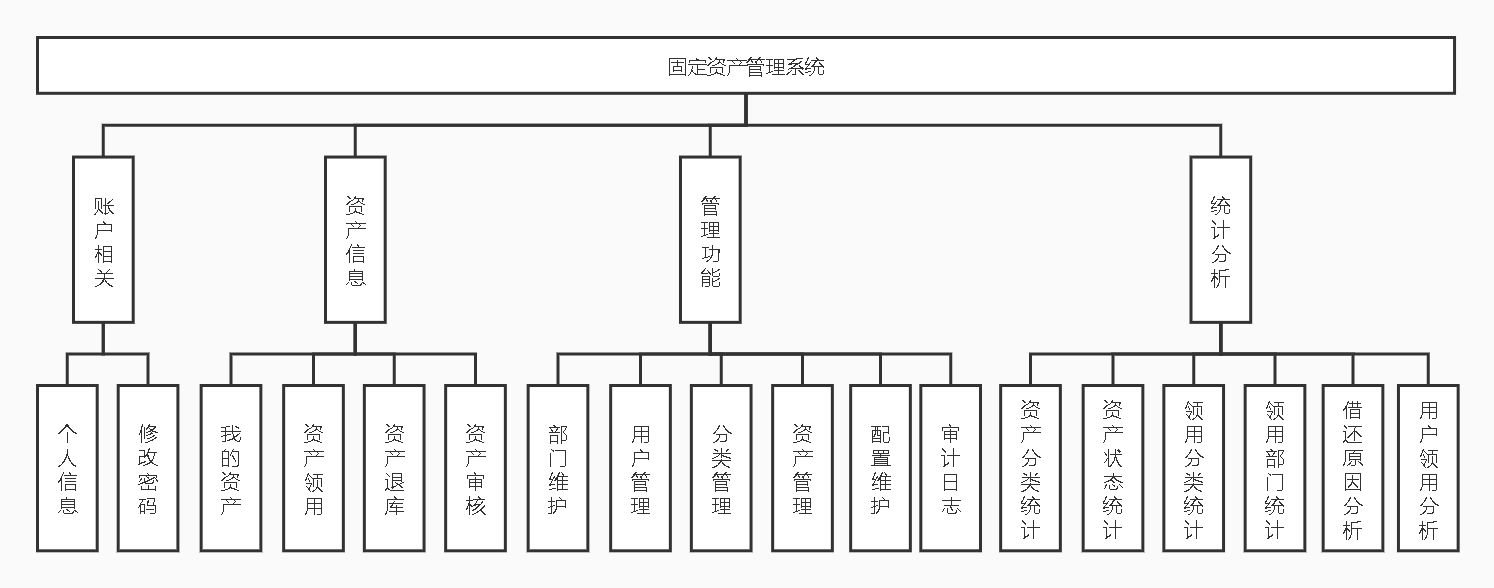 固定资产管理系统
账户相关
资产信息
管理功能
统计分析
个人信息
修改密码
我的资产
资产领用
资产退库
资产审核
部门维护
用户管理
分类管理
资产管理
配置维护
审计日志
资产分类统计
资产状态统计
领用分类统计
领用部门统计
借还原因分析
用户领用分析